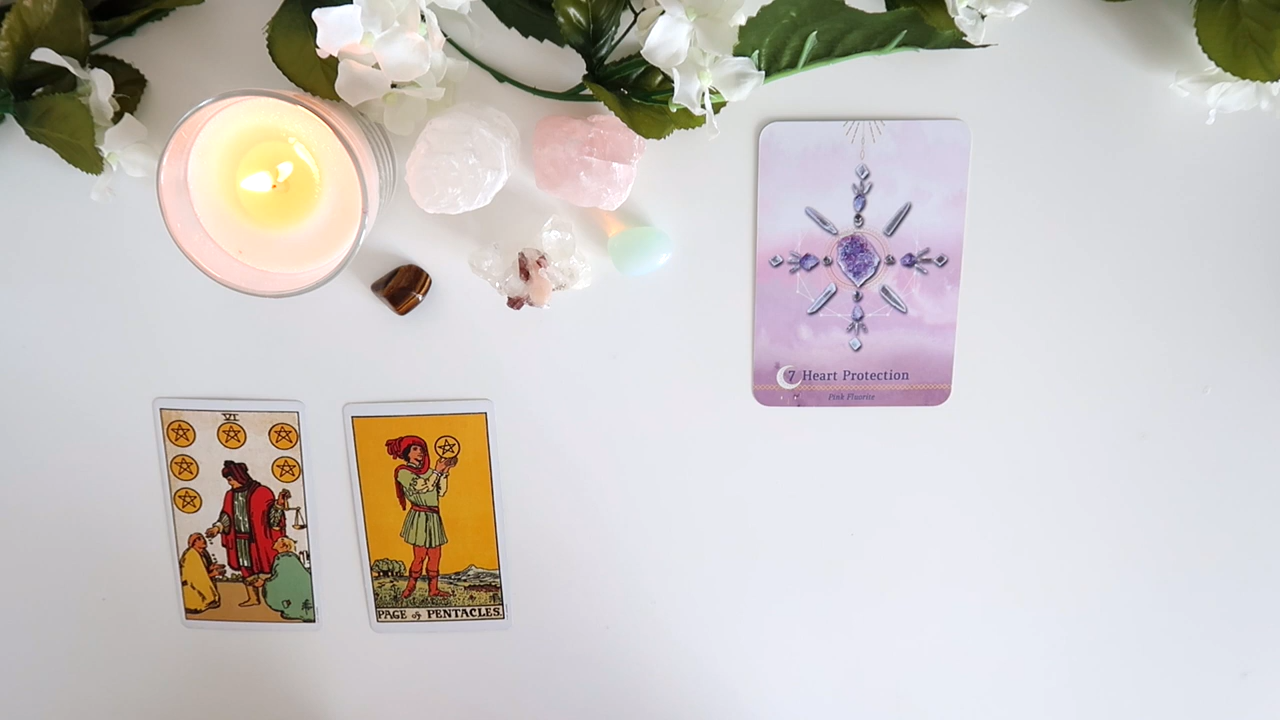 7 Heart Protection
Pink Fluorite
VI
PAGE of PENTACLES.